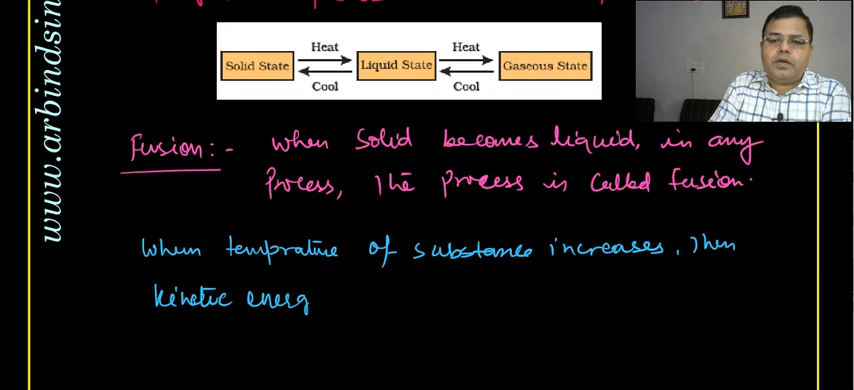 www.arbindsin
Heat
Heat
Solid State
Liquid State
Gaseous State
Cool
Cool
Fusion:- When Solid becomes liquid, in any
process, The process is called fusion.
When temprature of substance increases, Then
kinetic energ